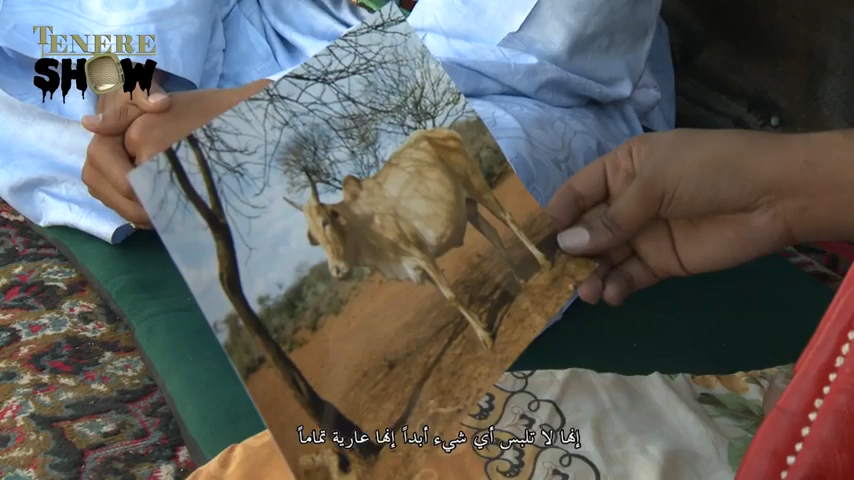 TENERE
SHOW
إنها لا تلبس أي شيء أبداً إنها عارية تماماً